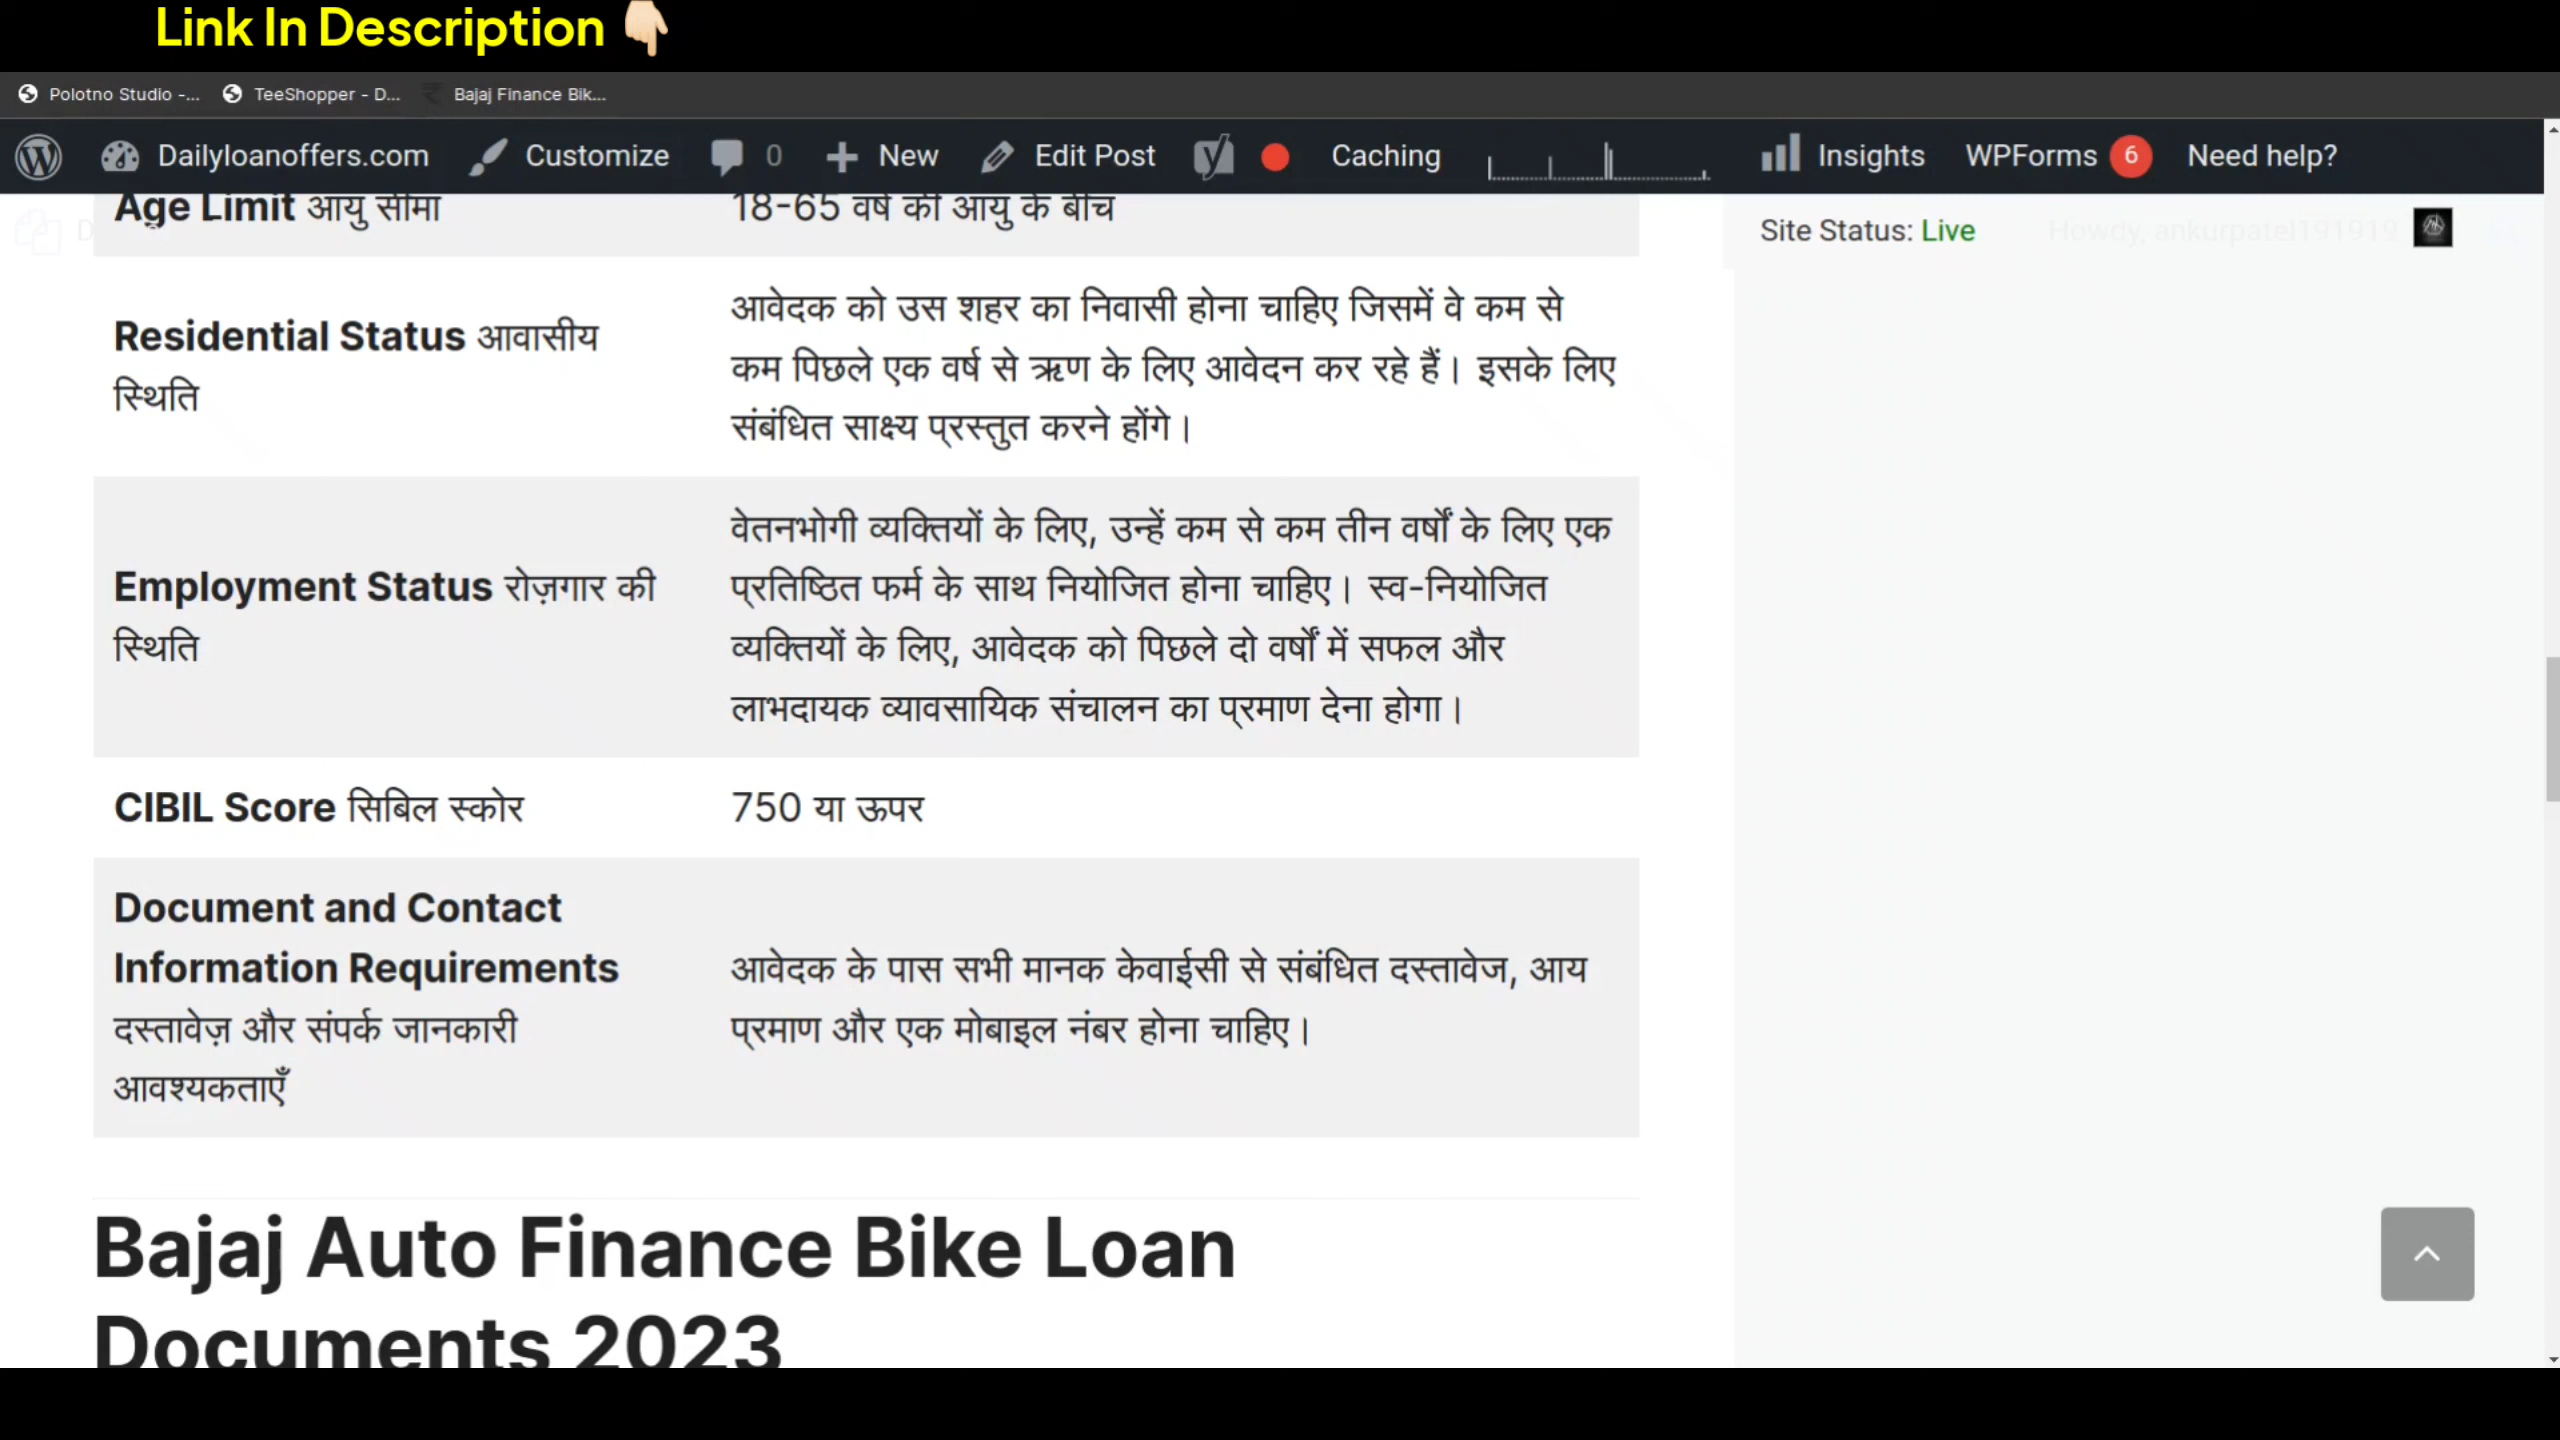 Link In Description
Polotno Studio -... TeeShopper - D... Bajaj Finance Bik...
Dailyloanoffers.com Customize 0 New Edit Post Caching Insights WPForms 6 Need help?
Age Limit आयु सीमा 18-65 वर्ष की आयु के बीच
Site Status: Live Howdy, ankurpatel191919
Residential Status आवासीय
स्थिति
आवेदक को उस शहर का निवासी होना चाहिए जिसमें वे कम से
कम पिछले एक वर्ष से ऋण के लिए आवेदन कर रहे हैं। इसके लिए
संबंधित साक्ष्य प्रस्तुत करने होंगे।
Employment Status रोज़गार की
स्थिति
वेतनभोगी व्यक्तियों के लिए, उन्हें कम से कम तीन वर्षों के लिए एक
प्रतिष्ठित फर्म के साथ नियोजित होना चाहिए। स्व-नियोजित
व्यक्तियों के लिए, आवेदक को पिछले दो वर्षों में सफल और
लाभदायक व्यावसायिक संचालन का प्रमाण देना होगा।
CIBIL Score सिबिल स्कोर 750 या ऊपर
Document and Contact
Information Requirements
दस्तावेज़ और संपर्क जानकारी
आवश्यकताएँ
आवेदक के पास सभी मानक केवाईसी से संबंधित दस्तावेज, आय
प्रमाण और एक मोबाइल नंबर होना चाहिए।
Bajaj Auto Finance Bike Loan
Documents 2023